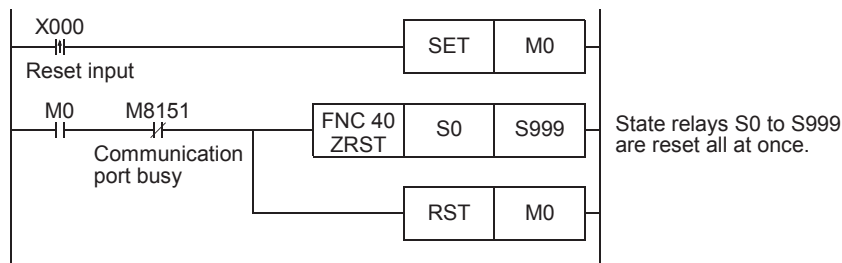 X000
SET M0
Reset input
M0 M8151
FNC 40
ZRST S0 S999
Communication
port busy
State relays S0 to S999
are reset all at once.
RST M0